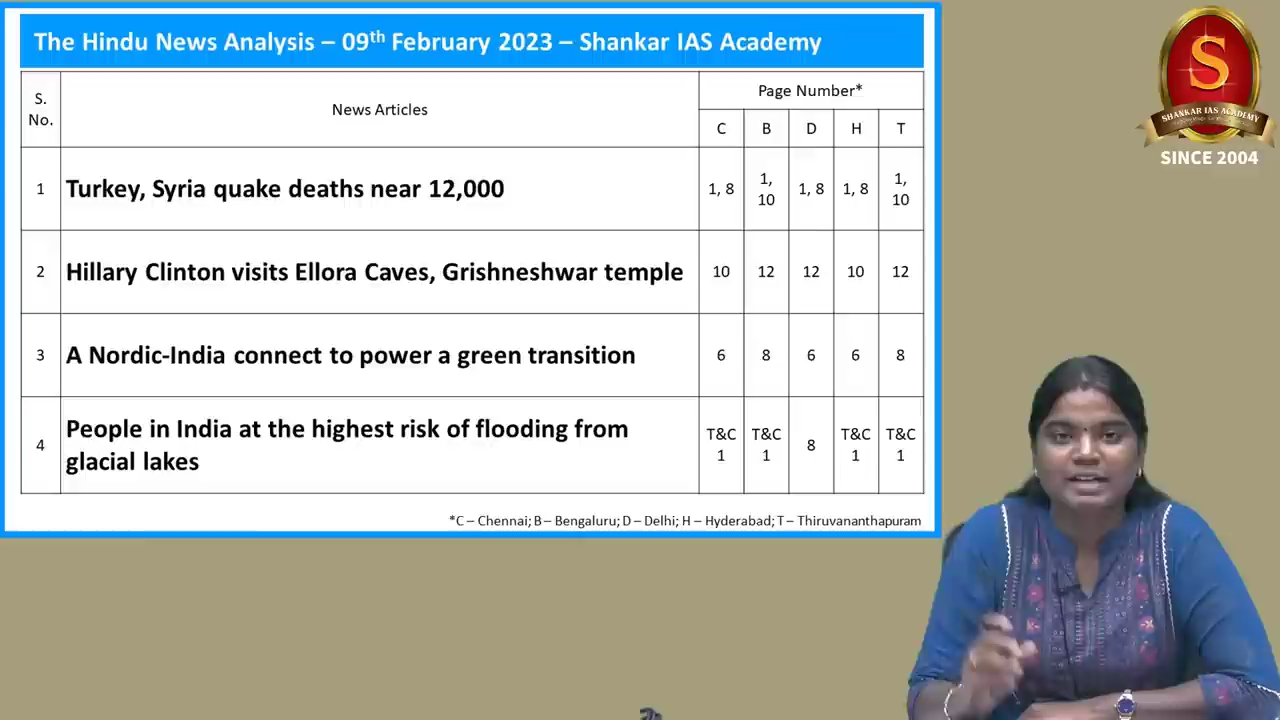 The Hindu News Analysis – 09th February 2023 – Shankar IAS Academy
S. No.
News Articles
Page Number*
C B D H T
1 Turkey, Syria quake deaths near 12,000 1, 8 1, 10 1, 8 1, 8 1, 10
2 Hillary Clinton visits Ellora Caves, Grishneshwar temple 10 12 12 10 12
3 A Nordic-India connect to power a green transition 6 8 6 6 8
4 People in India at the highest risk of flooding from
glacial lakes T&C 1 T&C 1 8 T&C 1 T&C 1
*C – Chennai; B – Bengaluru; D – Delhi; H – Hyderabad; T – Thiruvananthapuram
S
SHANKAR IAS ACADEMY
SINCE 2004